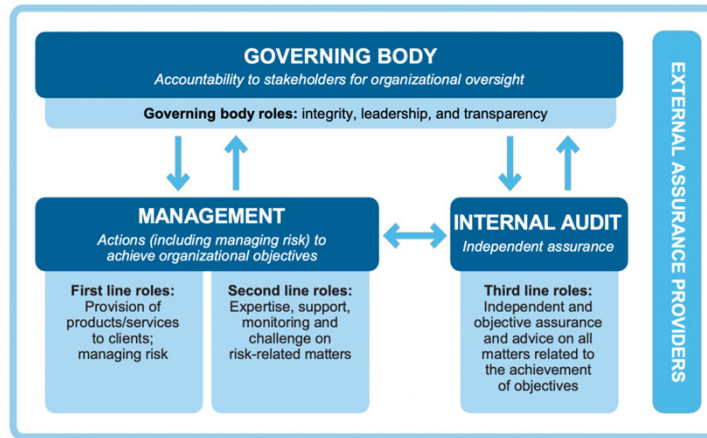 GOVERNING BODY
Accountability to stakeholders for organizational oversight
Governing body roles: integrity, leadership, and transparency
MANAGEMENT
Actions (including managing risk) to
achieve organizational objectives
First line roles:
Provision of
products/services
to clients;
managing risk
Second line roles:
Expertise, support,
monitoring and
challenge on
risk-related matters
INTERNAL AUDIT
Independent assurance
Third line roles:
Independent and
objective assurance
and advice on all
matters related to
the achievement
of objectives
EXTERNAL ASSURANCE PROVIDERS